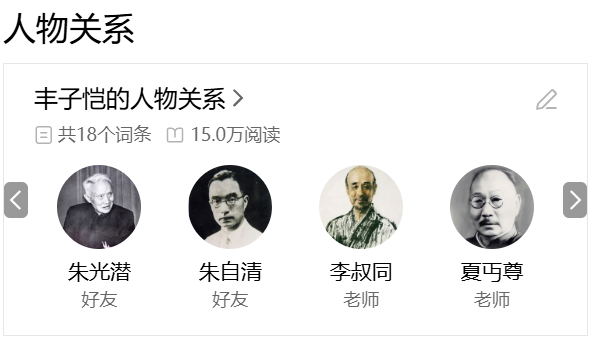 人物关系
丰子恺的人物关系
共18个词条 15.0万阅读
朱光潜 朱自清 李叔同 夏丏尊
好友 好友 老师 老师